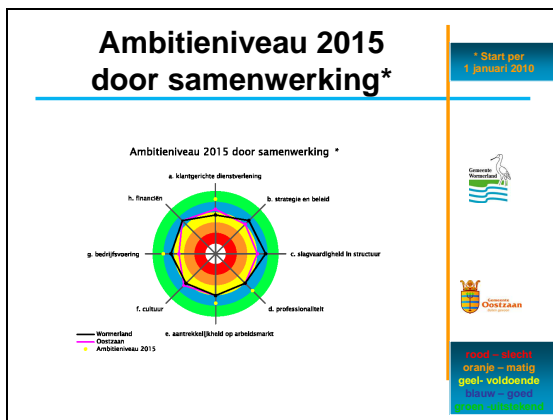 Ambitieniveau 2015
door samenwerking*
* Start per
1 januari 2010
Ambitieniveau 2015 door samenwerking *
a. klantgerichte dienstverlening
h. financiën
b. strategie en beleid
g. bedrijfsvoering
c. slagvaardigheid in structuur
f. cultuur
d. professionaliteit
e. aantrekkelijkheid op arbeidsmarkt
Wormerland
Oostzaan
Ambitieniveau 2015
Gemeente
Wormerland
Gemeente
Oostzaan
rood – slecht
oranje – matig
geel- voldoende
blauw – goed
groen -uitstekend